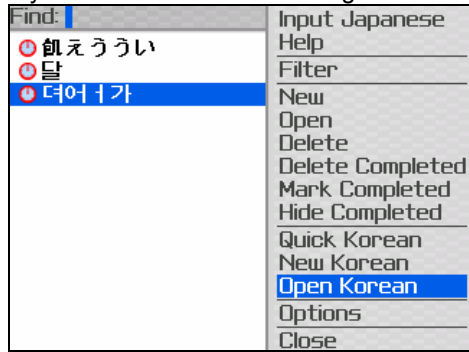 Find:
飢えううい
달
뎌어ㅓ가
Input Japanese
Help
Filter
New
Open
Delete
Delete Completed
Mark Completed
Hide Completed
Quick Korean
New Korean
Open Korean
Options
Close